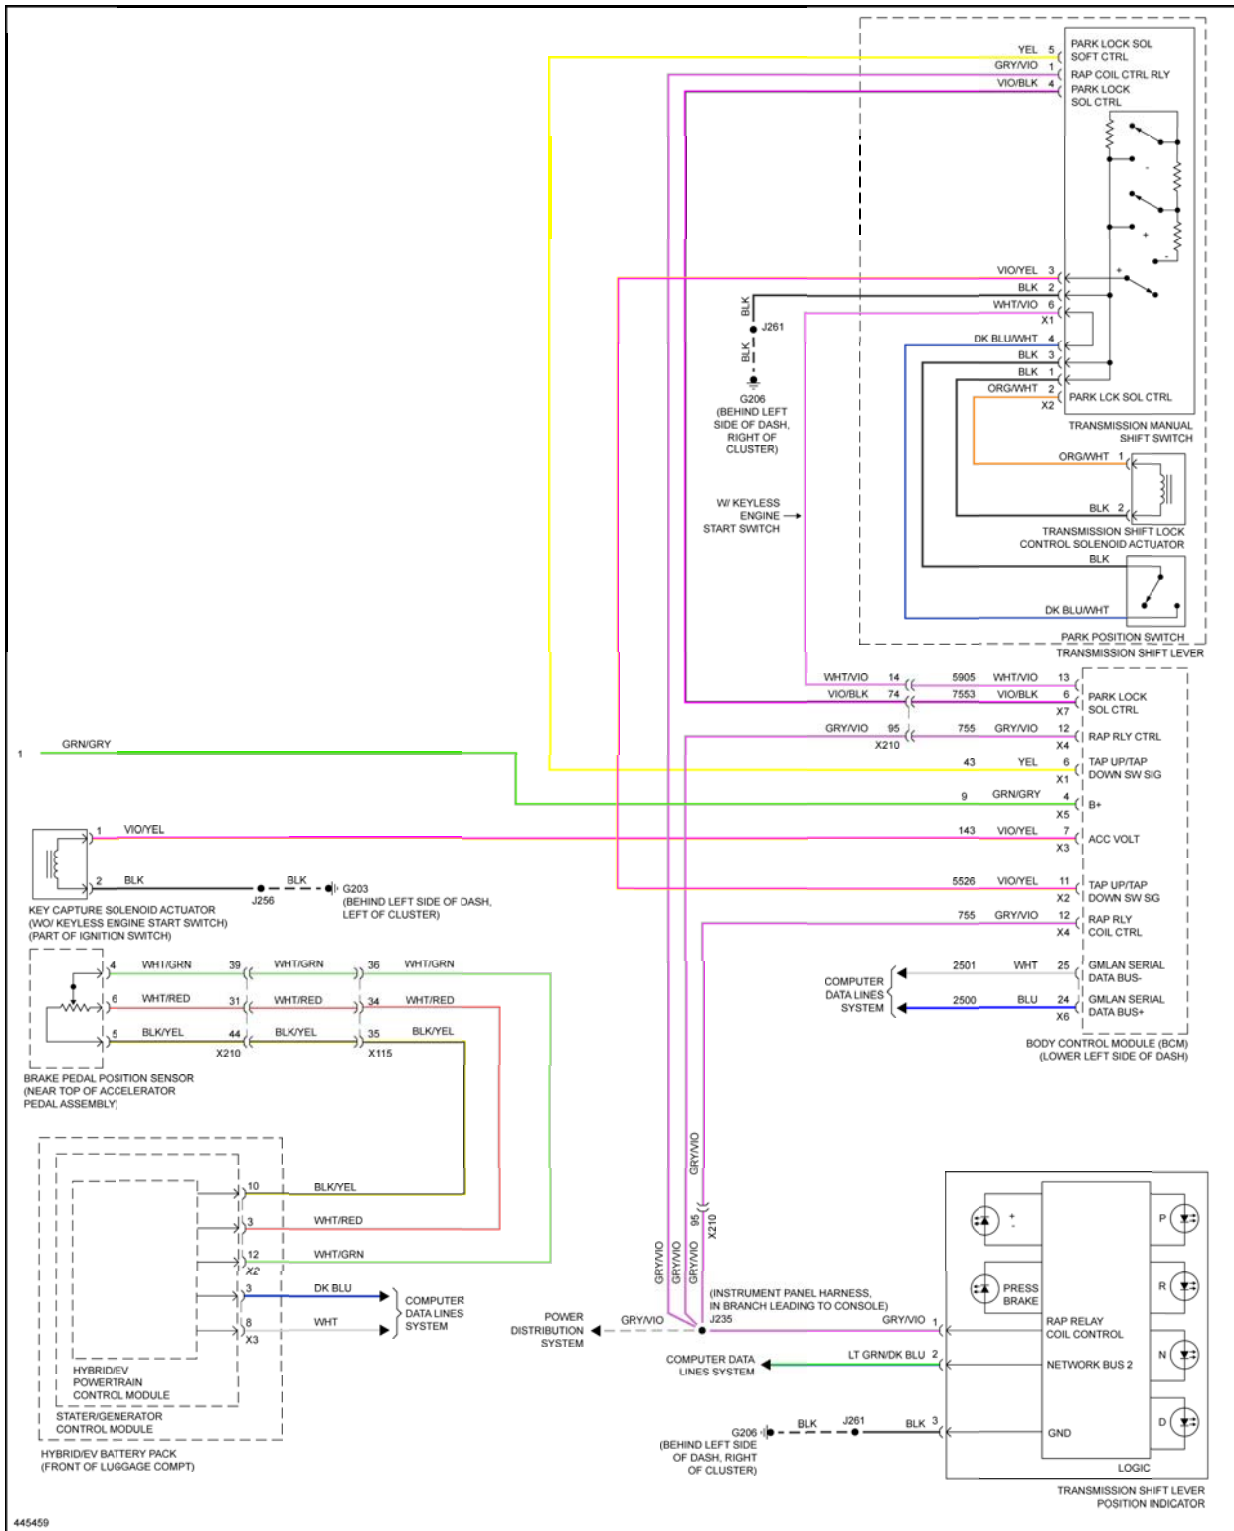 YEL 5
PARK LOCK SOL
SOFT CTRL
GRY/VIO 1
RAP COIL CTRL RLY
VIO/BLK 4
PARK LOCK
SOL CTRL
-
+
-
+
VIO/YEL 3
BLK 2
WHT/VIO 6
X1
BLK
J261
BLK
G206
(BEHIND LEFT
SIDE OF DASH,
RIGHT OF
CLUSTER)
DK BLU/WHT 4
BLK 3
BLK 1
ORG/WHT 2
X2
PARK LCK SOL CTRL
TRANSMISSION MANUAL
SHIFT SWITCH
ORG/WHT 1
BLK 2
TRANSMISSION SHIFT LOCK
CONTROL SOLENOID ACTUATOR
W/ KEYLESS
ENGINE
START SWITCH
BLK
DK BLU/WHT
PARK POSITION SWITCH
TRANSMISSION SHIFT LEVER
WHT/VIO 14 5905 WHT/VIO 13
VIO/BLK 74 7553 VIO/BLK 6
X7
PARK LOCK
SOL CTRL
GRY/VIO 95 755 GRY/VIO 12
X210
X4
RAP RLY CTRL
43 YEL 6
X1
TAP UP/TAP
DOWN SW SIG
1 GRN/GRY
9 GRN/GRY 4
X5
B+
1 VIO/YEL
143 VIO/YEL 7
X3
ACC VOLT
2 BLK
J256
BLK
G203
(BEHIND LEFT SIDE OF DASH,
LEFT OF CLUSTER)
KEY CAPTURE SOLENOID ACTUATOR
(WO/ KEYLESS ENGINE START SWITCH)
(PART OF IGNITION SWITCH)
5526 VIO/YEL 11
X2
TAP UP/TAP
DOWN SW SG
755 GRY/VIO 12
X4
RAP RLY
COIL CTRL
COMPUTER
DATA LINES
SYSTEM
2501 WHT 25
GMLAN SERIAL
DATA BUS-
2500 BLU 24
X6
GMLAN SERIAL
DATA BUS+
BODY CONTROL MODULE (BCM)
(LOWER LEFT SIDE OF DASH)
4 WHT/GRN 39 WHT/GRN 36 WHT/GRN
6 WHT/RED 31 WHT/RED 34 WHT/RED
5 BLK/YEL 44 BLK/YEL 35 BLK/YEL
X210
X115
BRAKE PEDAL POSITION SENSOR
(NEAR TOP OF ACCELERATOR
PEDAL ASSEMBLY)
10 BLK/YEL
3 WHT/RED
12 WHT/GRN
X2
3 DK BLU
8 WHT
X3
COMPUTER
DATA LINES
SYSTEM
HYBRID/EV
POWERTRAIN
CONTROL MODULE
STATER/GENERATOR
CONTROL MODULE
HYBRID/EV BATTERY PACK
(FRONT OF LUGGAGE COMPT)
GRY/VIO
95
X210
GRY/VIO
GRY/VIO
GRY/VIO
(INSTRUMENT PANEL HARNESS,
IN BRANCH LEADING TO CONSOLE)
J235
POWER
DISTRIBUTION
SYSTEM
GRY/VIO
GRY/VIO 1
RAP RELAY
COIL CONTROL
COMPUTER DATA
LINES SYSTEM
LT GRN/DK BLU 2
NETWORK BUS 2
G206
BLK
J261
BLK 3
GND
(BEHIND LEFT SIDE
OF DASH, RIGHT
OF CLUSTER)
+
-
PRESS
BRAKE
P
R
N
D
LOGIC
TRANSMISSION SHIFT LEVER
POSITION INDICATOR
445459